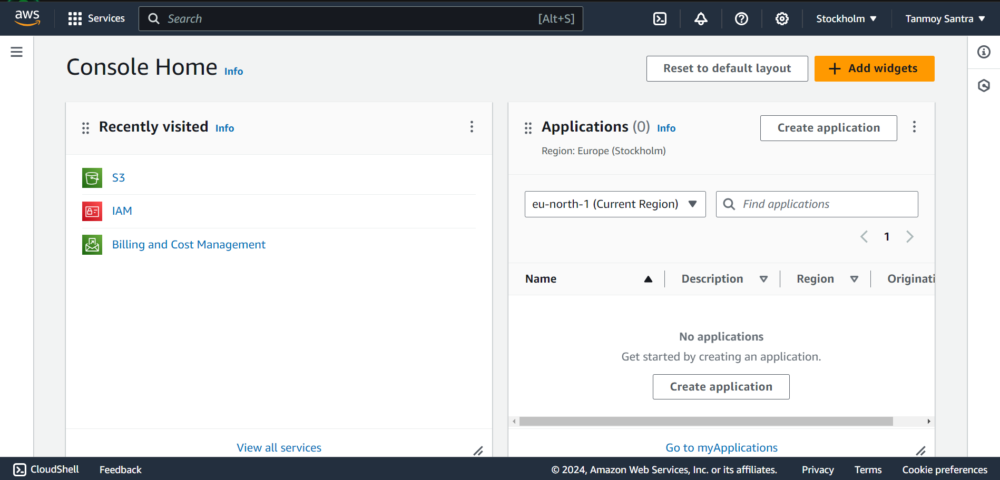 aws
Services
Search [Alt+S]
Stockholm
Tanmoy Santra
Console Home Info
Reset to default layout
Add widgets
Recently visited Info
S3
IAM
Billing and Cost Management
View all services
Applications (0) Info
Create application
Region: Europe (Stockholm)
eu-north-1 (Current Region)
Find applications
1
Name Description Region Originati
No applications
Get started by creating an application.
Create application
Go to myApplications
CloudShell Feedback © 2024, Amazon Web Services, Inc. or its affiliates. Privacy Terms Cookie preferences